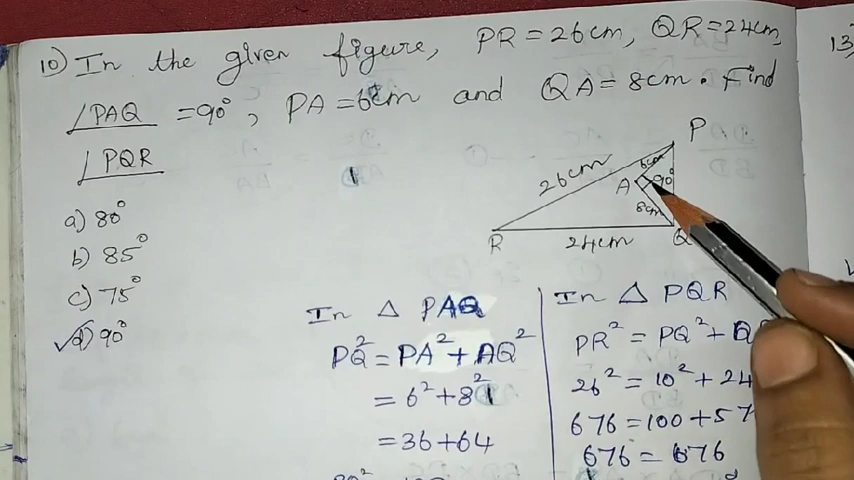 10) In the given figure, PR = 26cm, QR = 24cm,
∠PAQ = 90°, PA = 6cm and QA = 8cm. Find
∠PQR
a) 80°
b) 85°
c) 75°
d) 90°
P
26cm
6cm
A
90°
8cm
R
24cm
Q
In △ PAQ
PQ² = PA² + AQ²
= 6² + 8²
= 36 + 64
In △ PQR
PR² = PQ² + Q
26² = 10² + 24
676 = 100 + 57
676 = 676
13)